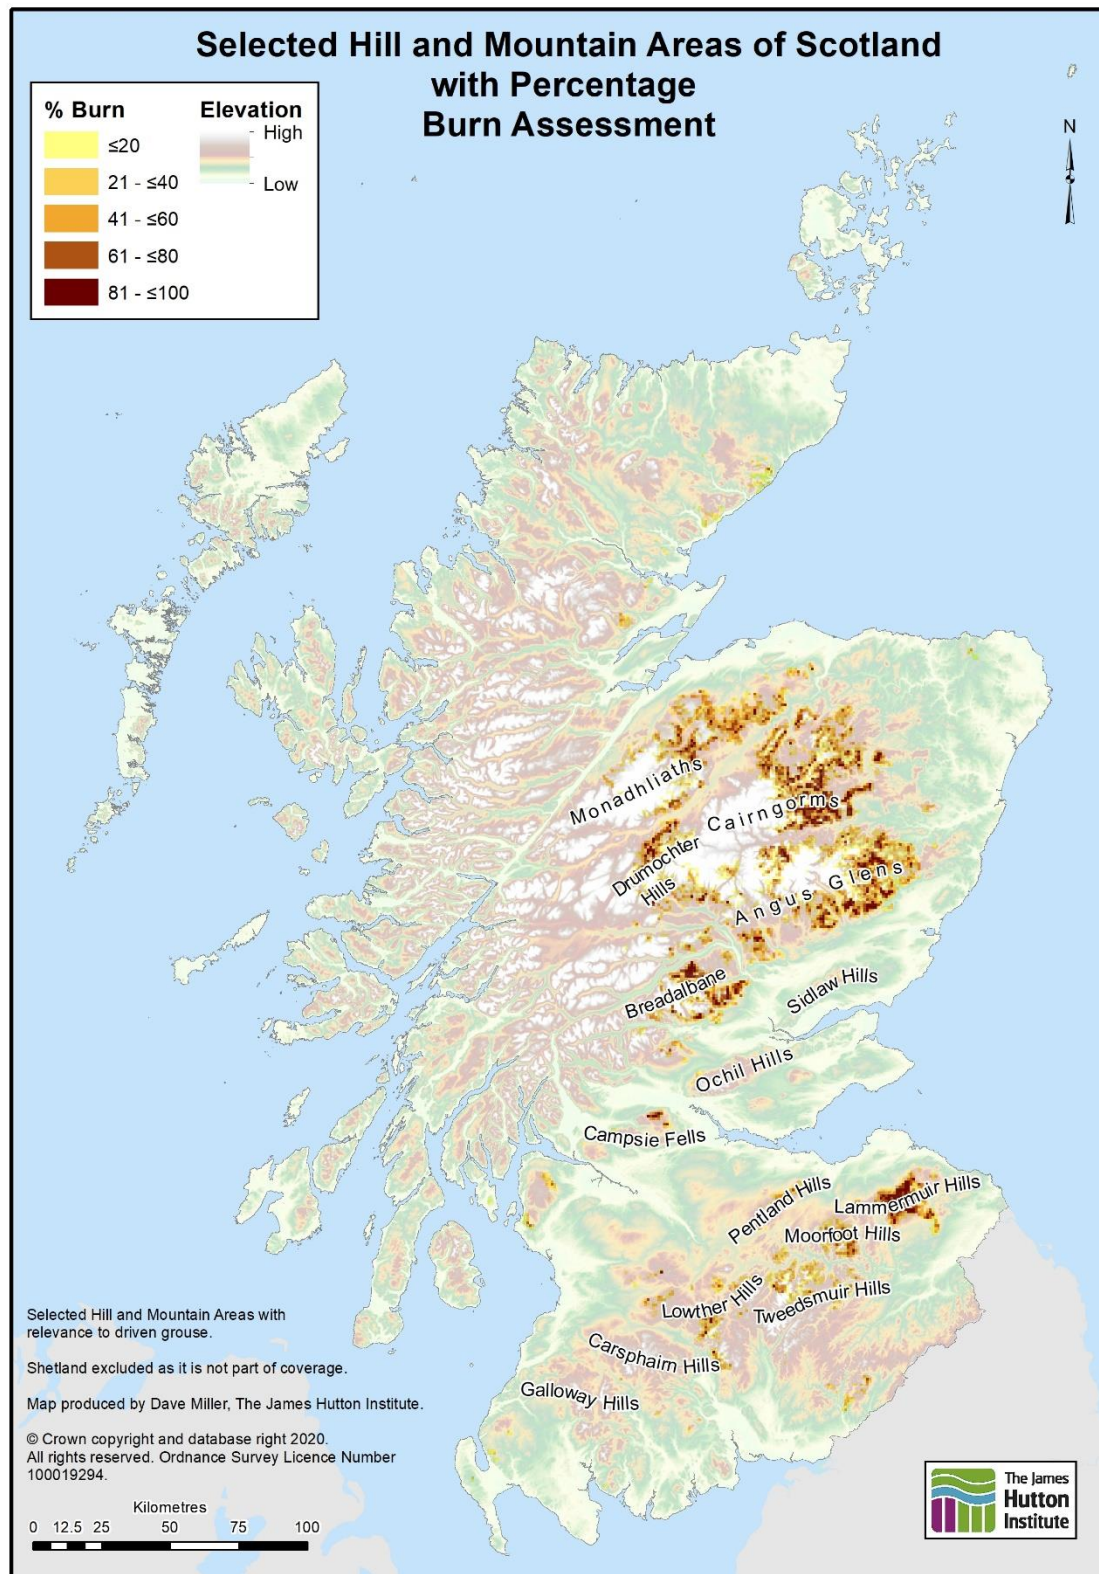 Selected Hill and Mountain Areas of Scotland
with Percentage
Burn Assessment
% Burn
≤20
21 - ≤40
41 - ≤60
61 - ≤80
81 - ≤100
Elevation
High
Low
N
Monadhliaths
Cairngorms
Drumochter
Hills
Angus Glens
Breadalbane
Sidlaw Hills
Ochil Hills
Campsie Fells
Pentland Hills
Lammermuir Hills
Moorfoot Hills
Lowther Hills
Tweedsmuir Hills
Carsphairn Hills
Galloway Hills
Selected Hill and Mountain Areas with
relevance to driven grouse.
Shetland excluded as it is not part of coverage.
Map produced by Dave Miller, The James Hutton Institute.
© Crown copyright and database right 2020.
All rights reserved. Ordnance Survey Licence Number
100019294.
Kilometres
0 12.5 25 50 75 100
The James
Hutton
Institute